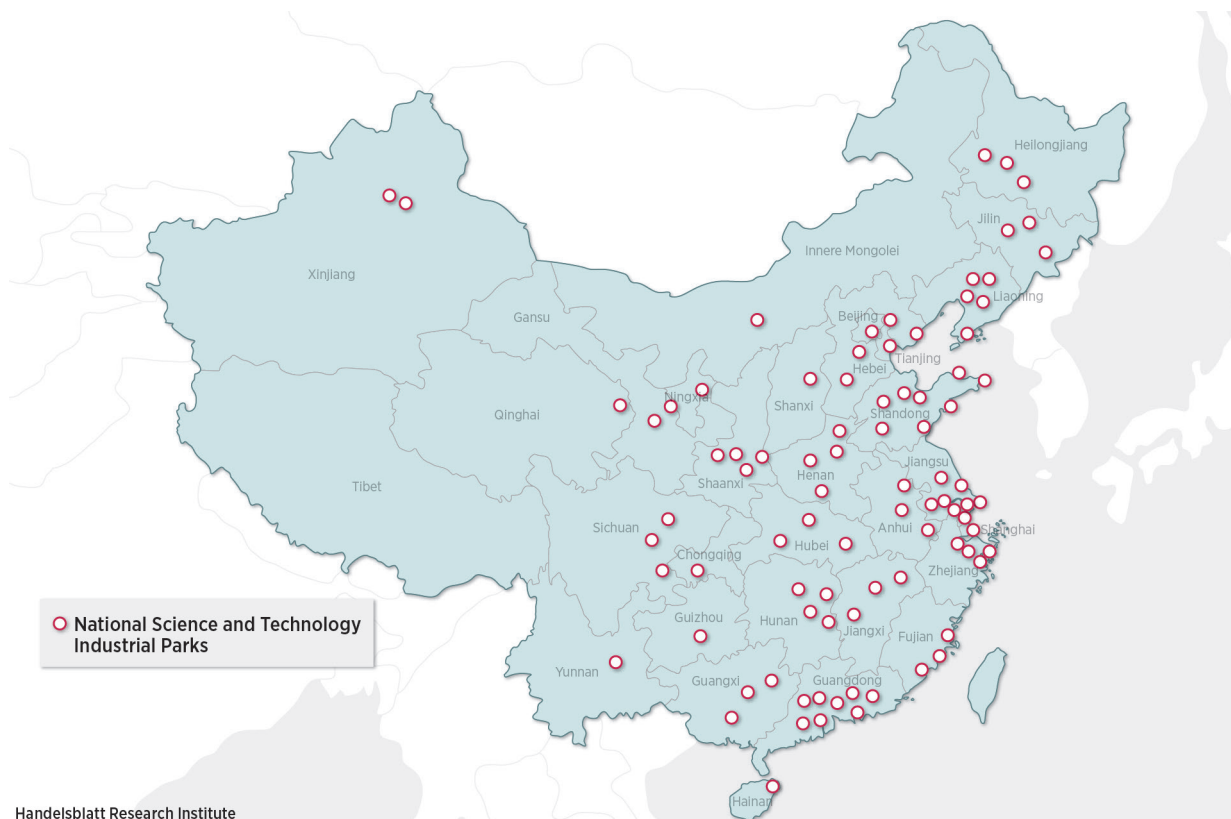 Heilongjiang
Jilin
Innere Mongolei
Xinjiang
Liaoning
Gansu
Beijing
Tianjing
Hebei
Ningxia
Shanxi
Qinghai
Shandong
Jiangsu
Henan
Shaanxi
Tibet
Sichuan
Anhui
Shanghai
Hubei
Chongqing
Zhejiang
National Science and Technology
Industrial Parks
Guizhou
Hunan
Jiangxi
Fujian
Yunnan
Guangxi
Guangdong
Hainan
Handelsblatt Research Institute